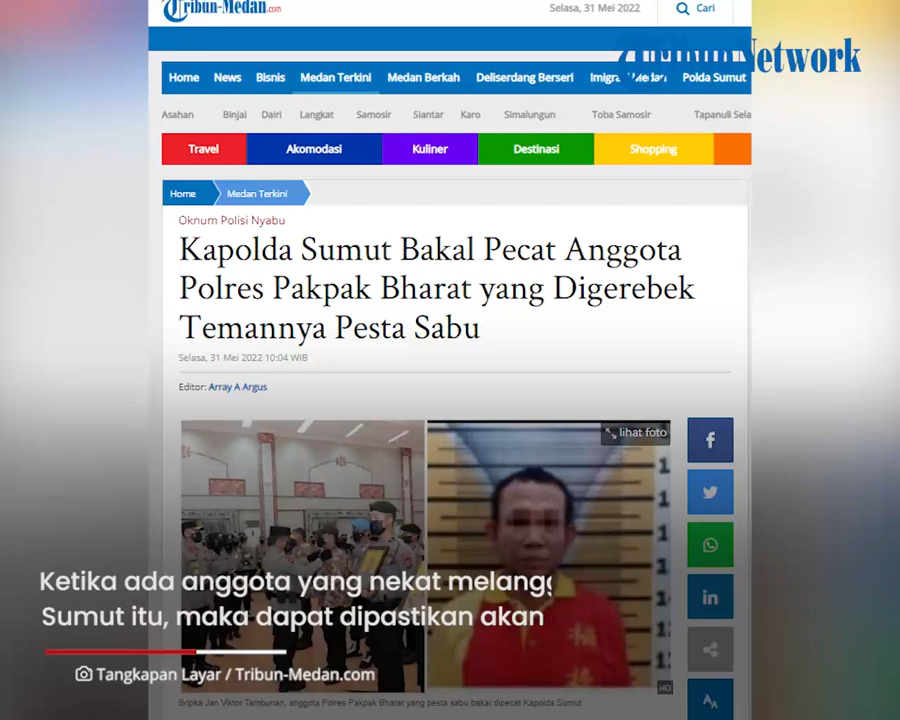 Tribun-Medan.com
Selasa, 31 Mei 2022
Cari
Tribun Network
Home News Bisnis Medan Terkini Medan Berkah Deliserdang Berseri Polda Sumut
Asahan Binjai Dairi Langkat Samosir Siantar Karo Simalungun Toba Samosir Tapanuli Sela
Travel Akomodasi Kuliner Destinasi Shopping
Home Medan Terkini
Oknum Polisi Nyabu
Kapolda Sumut Bakal Pecat Anggota
Polres Pakpak Bharat yang Digerebek
Temannya Pesta Sabu
Selasa, 31 Mei 2022 10:04 WIB
Editor: Array A Argus
lihat foto
Ketika ada anggota yang nekat melangg
Sumut itu, maka dapat dipastikan akan
Tangkapan Layar / Tribun-Medan.com
HO
Bripka Jan Viktor Tambunan, anggota Polres Pakpak Bharat yang pesta sabu bakal dipecat Kapolda Sumut